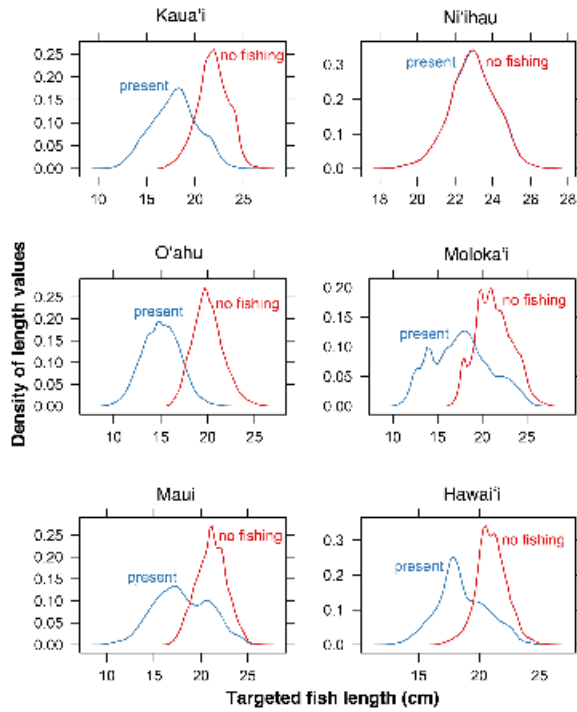 Kaua'i
Ni'ihau
0.25
0.20
0.15
0.10
0.05
0.00
present
no fishing
10
15
20
25
0.3
0.2
0.1
0.0
present
no fishing
18
20
22
24
26
28
O'ahu
Moloka'i
0.25
0.20
0.15
0.10
0.05
0.00
present
no fishing
10
15
20
25
0.20
0.15
0.10
0.05
0.00
present
no fishing
10
15
20
25
Maui
Hawai'i
0.25
0.20
0.15
0.10
0.05
0.00
present
no fishing
10
15
20
25
0.3
0.2
0.1
0.0
present
no fishing
15
20
25
Density of length values
Targeted fish length (cm)